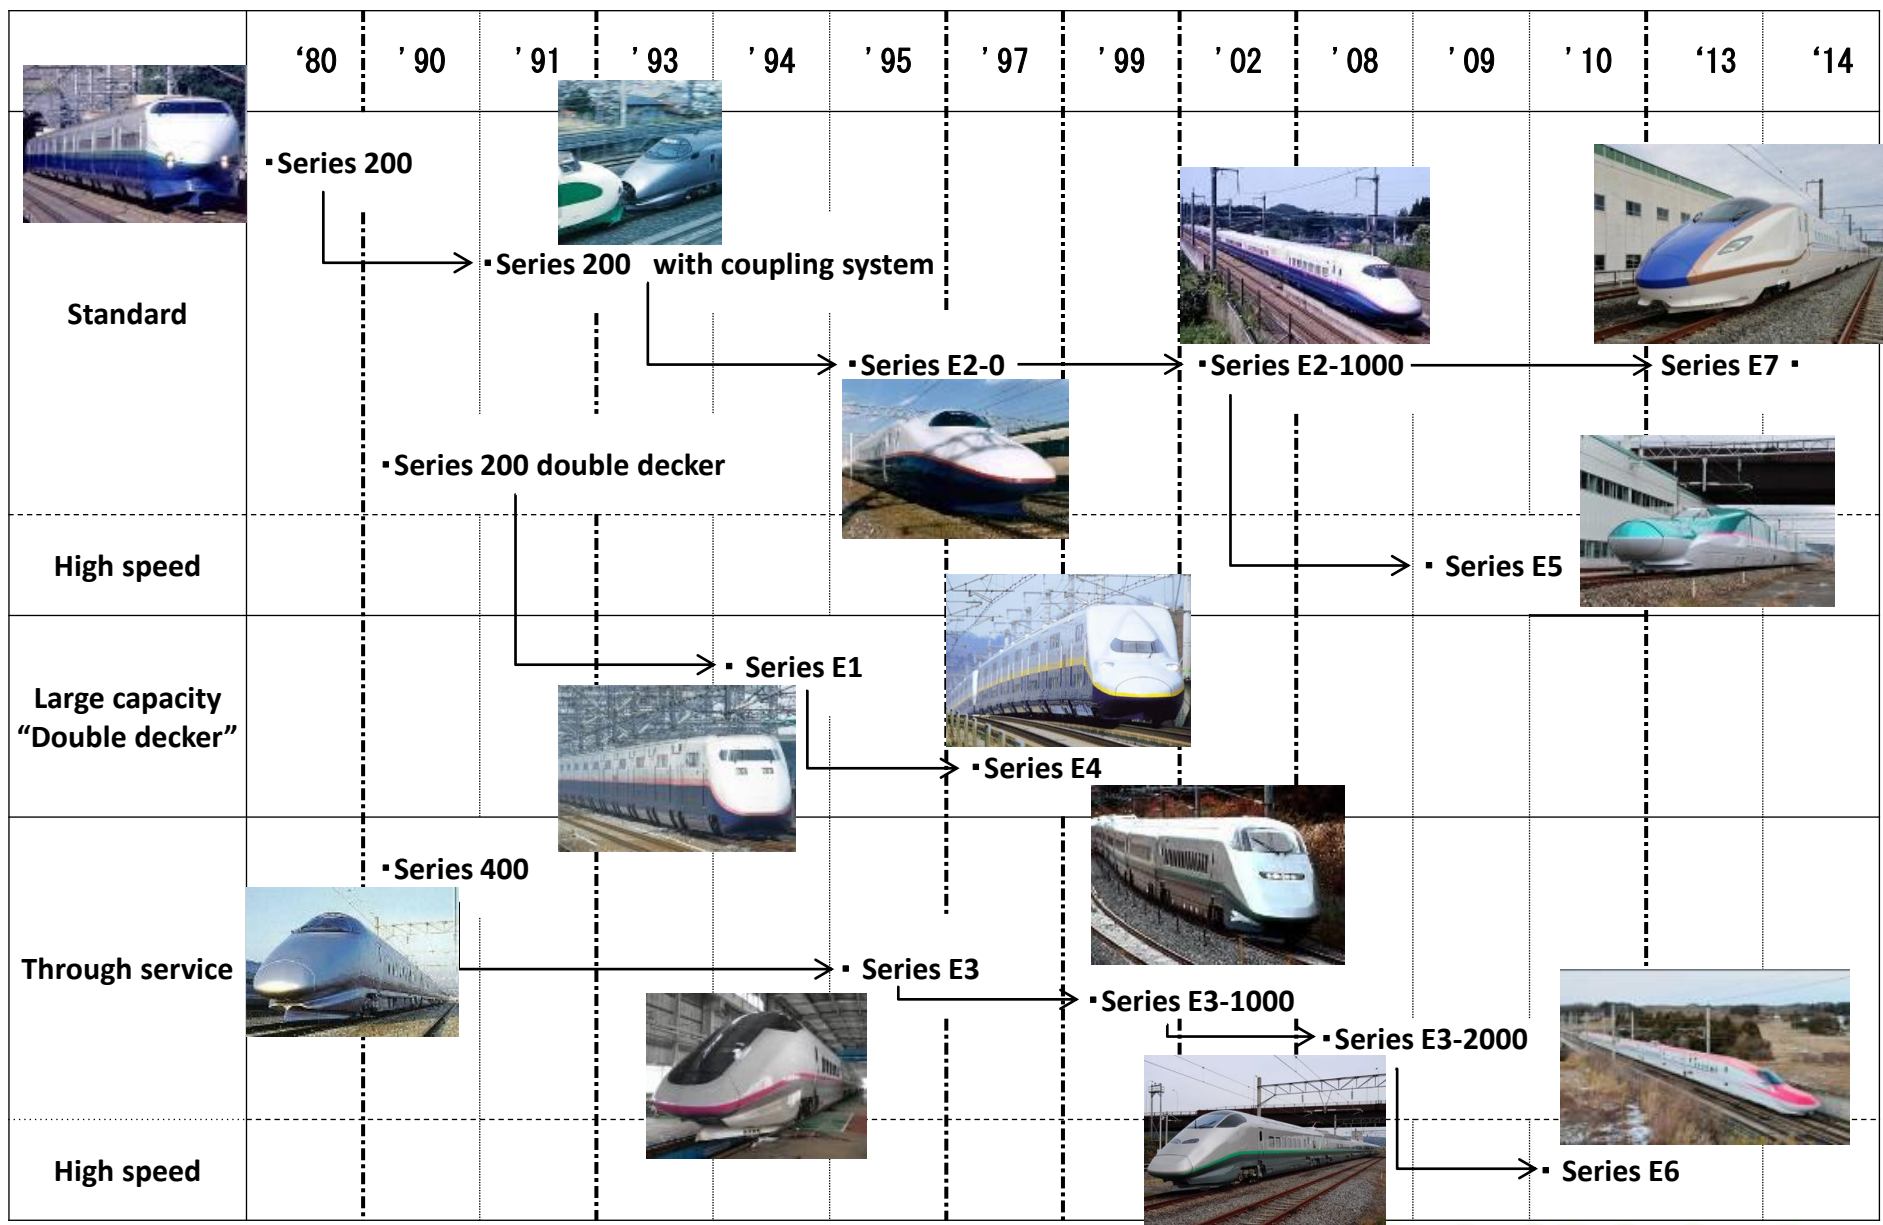 ‘80 ’90 ’91 ’93 ’94 ’95 ’97 ’99 ’02 ’08 ’09 ’10 ‘13 ‘14
Standard
▪Series 200
▪Series 200 with coupling system
▪Series E2-0
▪Series E2-1000
Series E7 ▪
▪Series 200 double decker
High speed
▪ Series E5
Large capacity
“Double decker”
▪ Series E1
▪Series E4
Through service
▪Series 400
▪ Series E3
▪Series E3-1000
▪Series E3-2000
High speed
▪ Series E6